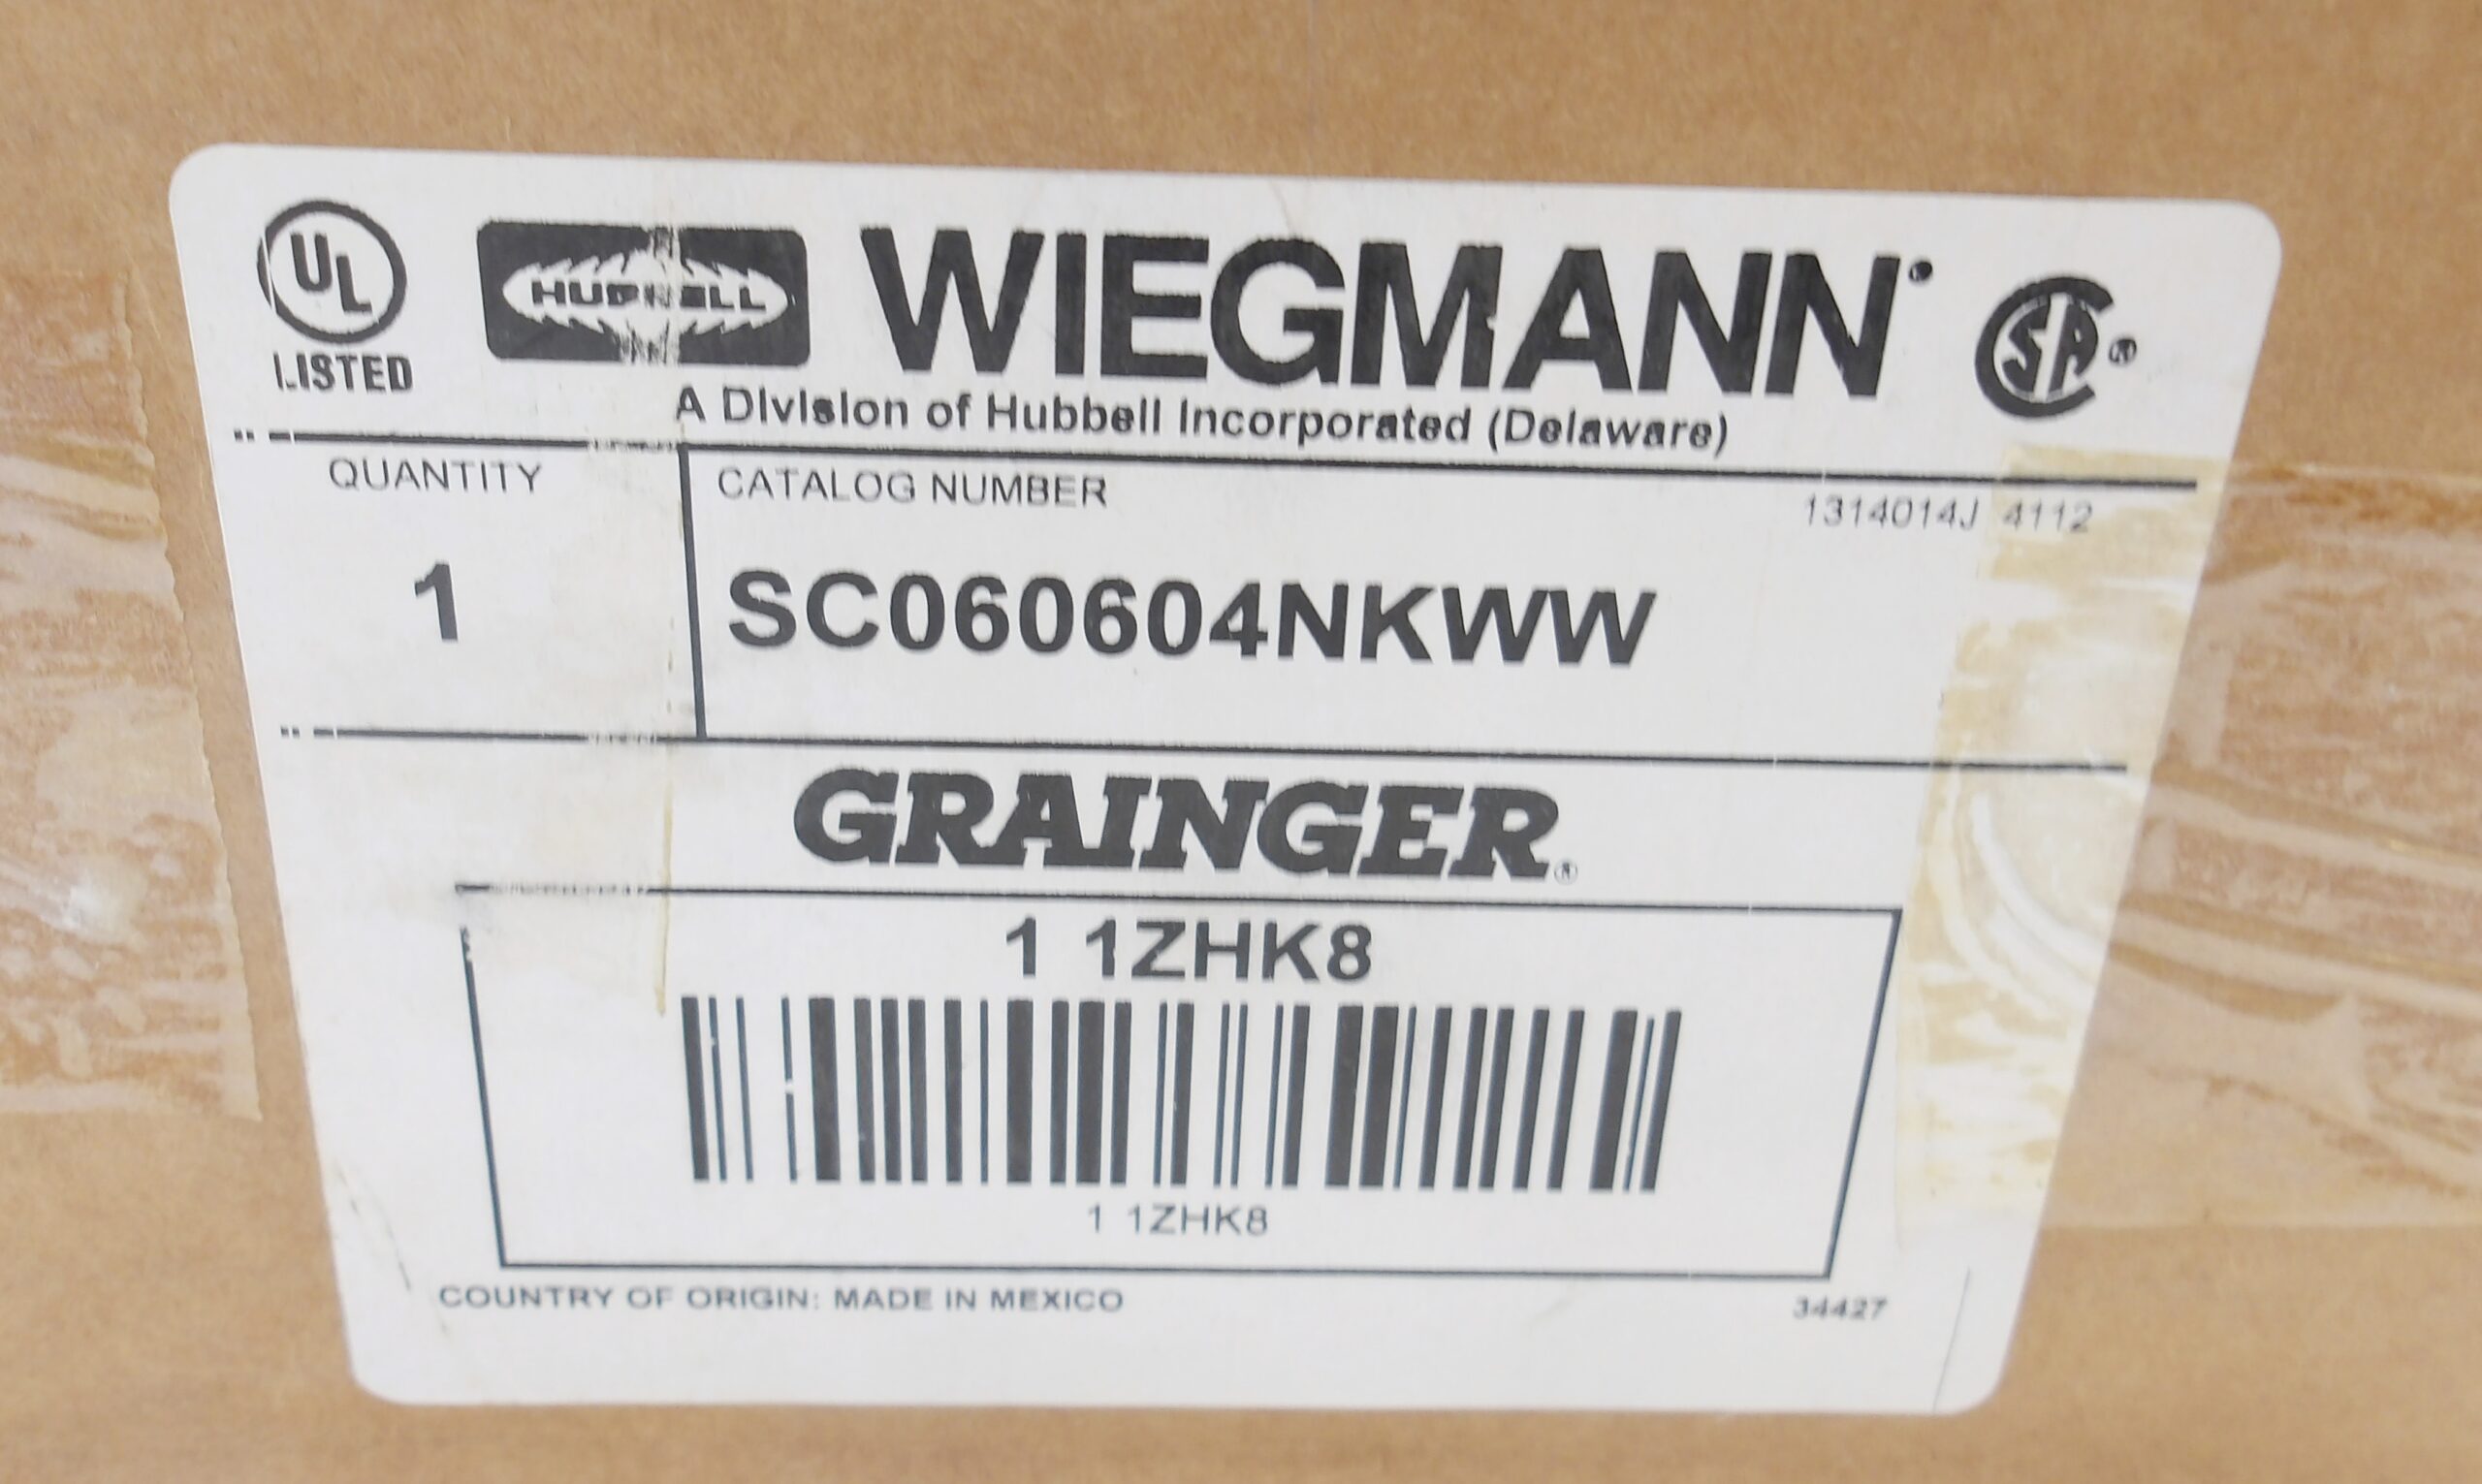 UL
LISTED
HUBBELL
WIEGMANN
SA®
A Division of Hubbell Incorporated (Delaware)
QUANTITY
CATALOG NUMBER
1314014J 4112
1
SC060604NKWW
GRAINGER®
1 1ZHK8
1 1ZHK8
COUNTRY OF ORIGIN: MADE IN MEXICO
34427